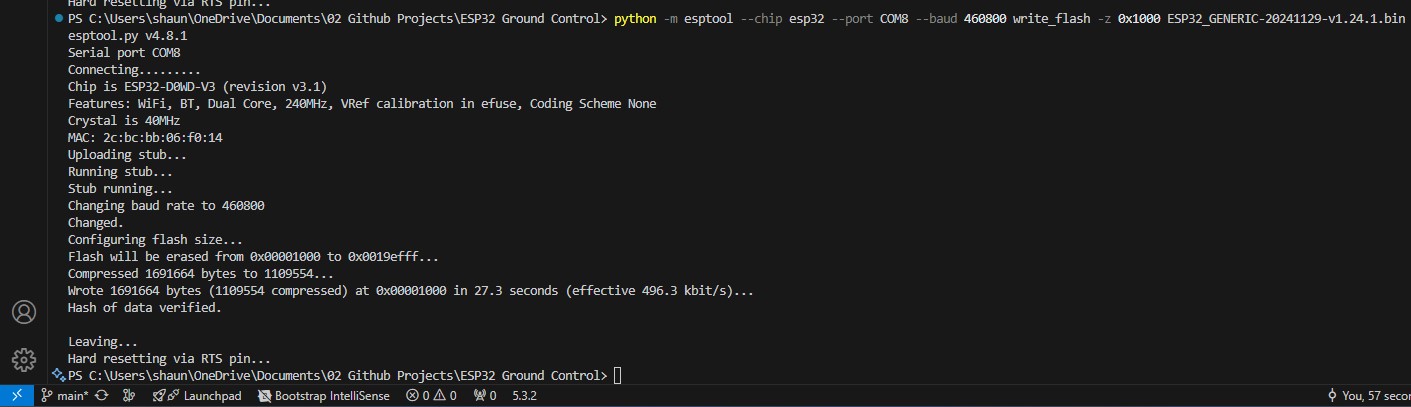 Hard resetting via RTS pin...
PS C:\Users\shaun\OneDrive\Documents\02 Github Projects\ESP32 Ground Control> python -m esptool --chip esp32 --port COM8 --baud 460800 write_flash -z 0x1000 ESP32_GENERIC-20241129-v1.24.1.bin
esptool.py v4.8.1
Serial port COM8
Connecting.........
Chip is ESP32-D0WD-V3 (revision v3.1)
Features: WiFi, BT, Dual Core, 240MHz, VRef calibration in efuse, Coding Scheme None
Crystal is 40MHz
MAC: 2c:bc:bb:06:f0:14
Uploading stub...
Running stub...
Stub running...
Changing baud rate to 460800
Changed.
Configuring flash size...
Flash will be erased from 0x00001000 to 0x0019efff...
Compressed 1691664 bytes to 1109554...
Wrote 1691664 bytes (1109554 compressed) at 0x00001000 in 27.3 seconds (effective 496.3 kbit/s)...
Hash of data verified.
Leaving...
Hard resetting via RTS pin...
PS C:\Users\shaun\OneDrive\Documents\02 Github Projects\ESP32 Ground Control>
main* Launchpad Bootstrap IntelliSense 0 0 0 5.3.2 You, 57 secon